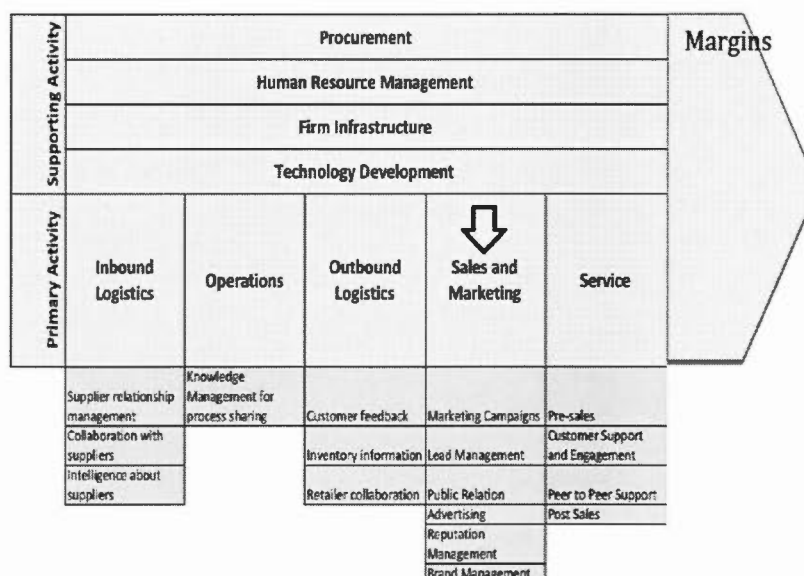 Supporting Activity
Procurement
Human Resource Management
Firm Infrastructure
Technology Development
Margins
Primary Activity
Inbound
Logistics
Operations
Outbound
Logistics
Sales and
Marketing
Service
Supplier relationship
management
Collaboration with
suppliers
Intelligence about
suppliers
Knowledge
Management for
process sharing
Customer feedback
Inventory information
Retailer collaboration
Marketing Campaigns
Lead Management
Public Relation
Advertising
Reputation
Management
Brand Management
Pre-sales
Customer Support
and Engagement
Peer to Peer Support
Post Sales